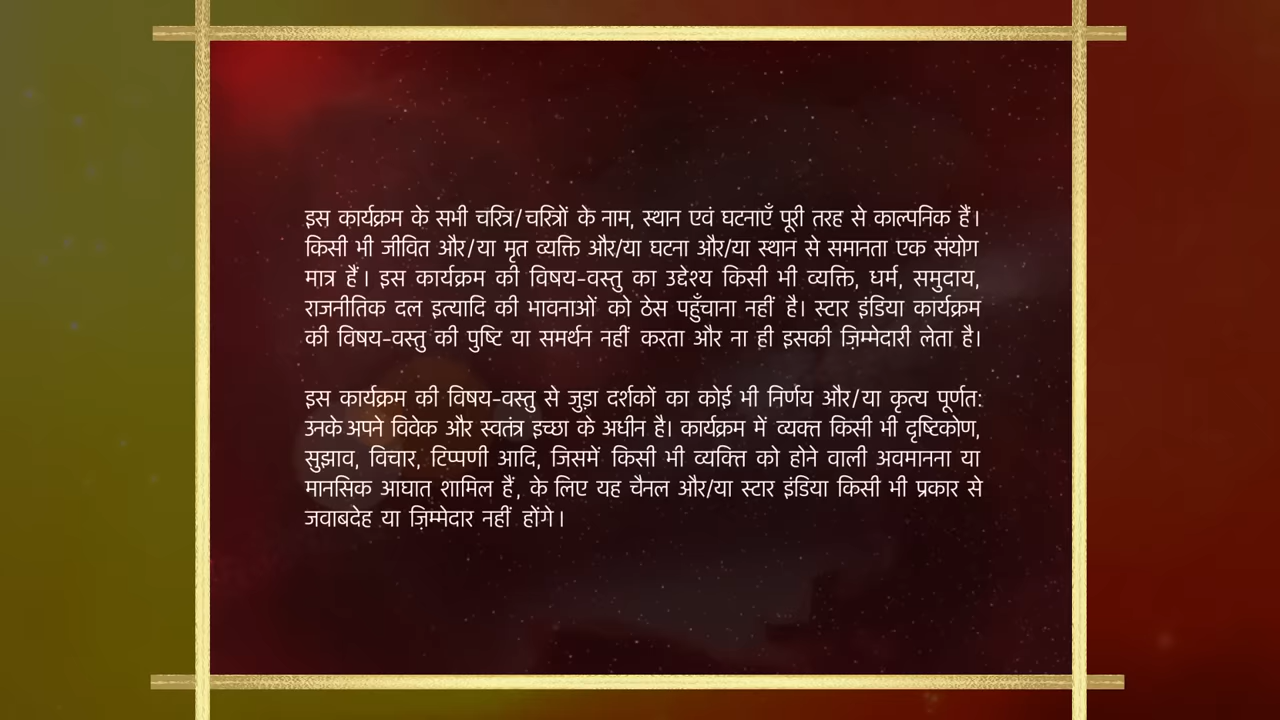 इस कार्यक्रम के सभी चरित्र/चरित्रों के नाम, स्थान एवं घटनाएँ पूरी तरह से काल्पनिक हैं।
किसी भी जीवित और/या मृत व्यक्ति और/या घटना और/या स्थान से समानता एक संयोग
मात्र हैं। इस कार्यक्रम की विषय-वस्तु का उद्देश्य किसी भी व्यक्ति, धर्म, समुदाय,
राजनीतिक दल इत्यादि की भावनाओं को ठेस पहुँचाना नहीं है। स्टार इंडिया कार्यक्रम
की विषय-वस्तु की पुष्टि या समर्थन नहीं करता और ना ही इसकी ज़िम्मेदारी लेता है।
इस कार्यक्रम की विषय-वस्तु से जुड़ा दर्शकों का कोई भी निर्णय और/या कृत्य पूर्णत:
उनके अपने विवेक और स्वतंत्र इच्छा के अधीन है। कार्यक्रम में व्यक्त किसी भी दृष्टिकोण,
सुझाव, विचार, टिप्पणी आदि, जिसमें किसी भी व्यक्ति को होने वाली अवमानना या
मानसिक आघात शामिल हैं, के लिए यह चैनल और/या स्टार इंडिया किसी भी प्रकार से
जवाबदेह या ज़िम्मेदार नहीं होंगे।